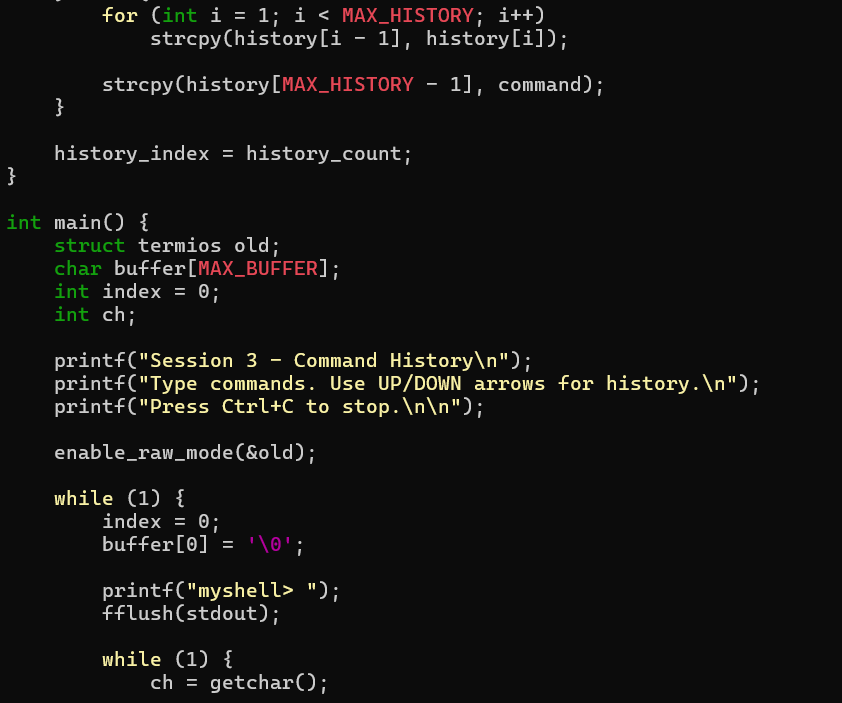 for (int i = 1; i < MAX_HISTORY; i++)
            strcpy(history[i - 1], history[i]);

        strcpy(history[MAX_HISTORY - 1], command);
    }

    history_index = history_count;
}

int main() {
    struct termios old;
    char buffer[MAX_BUFFER];
    int index = 0;
    int ch;

    printf("Session 3 - Command History\n");
    printf("Type commands. Use UP/DOWN arrows for history.\n");
    printf("Press Ctrl+C to stop.\n\n");

    enable_raw_mode(&old);

    while (1) {
        index = 0;
        buffer[0] = '\0';

        printf("myshell> ");
        fflush(stdout);

        while (1) {
            ch = getchar();